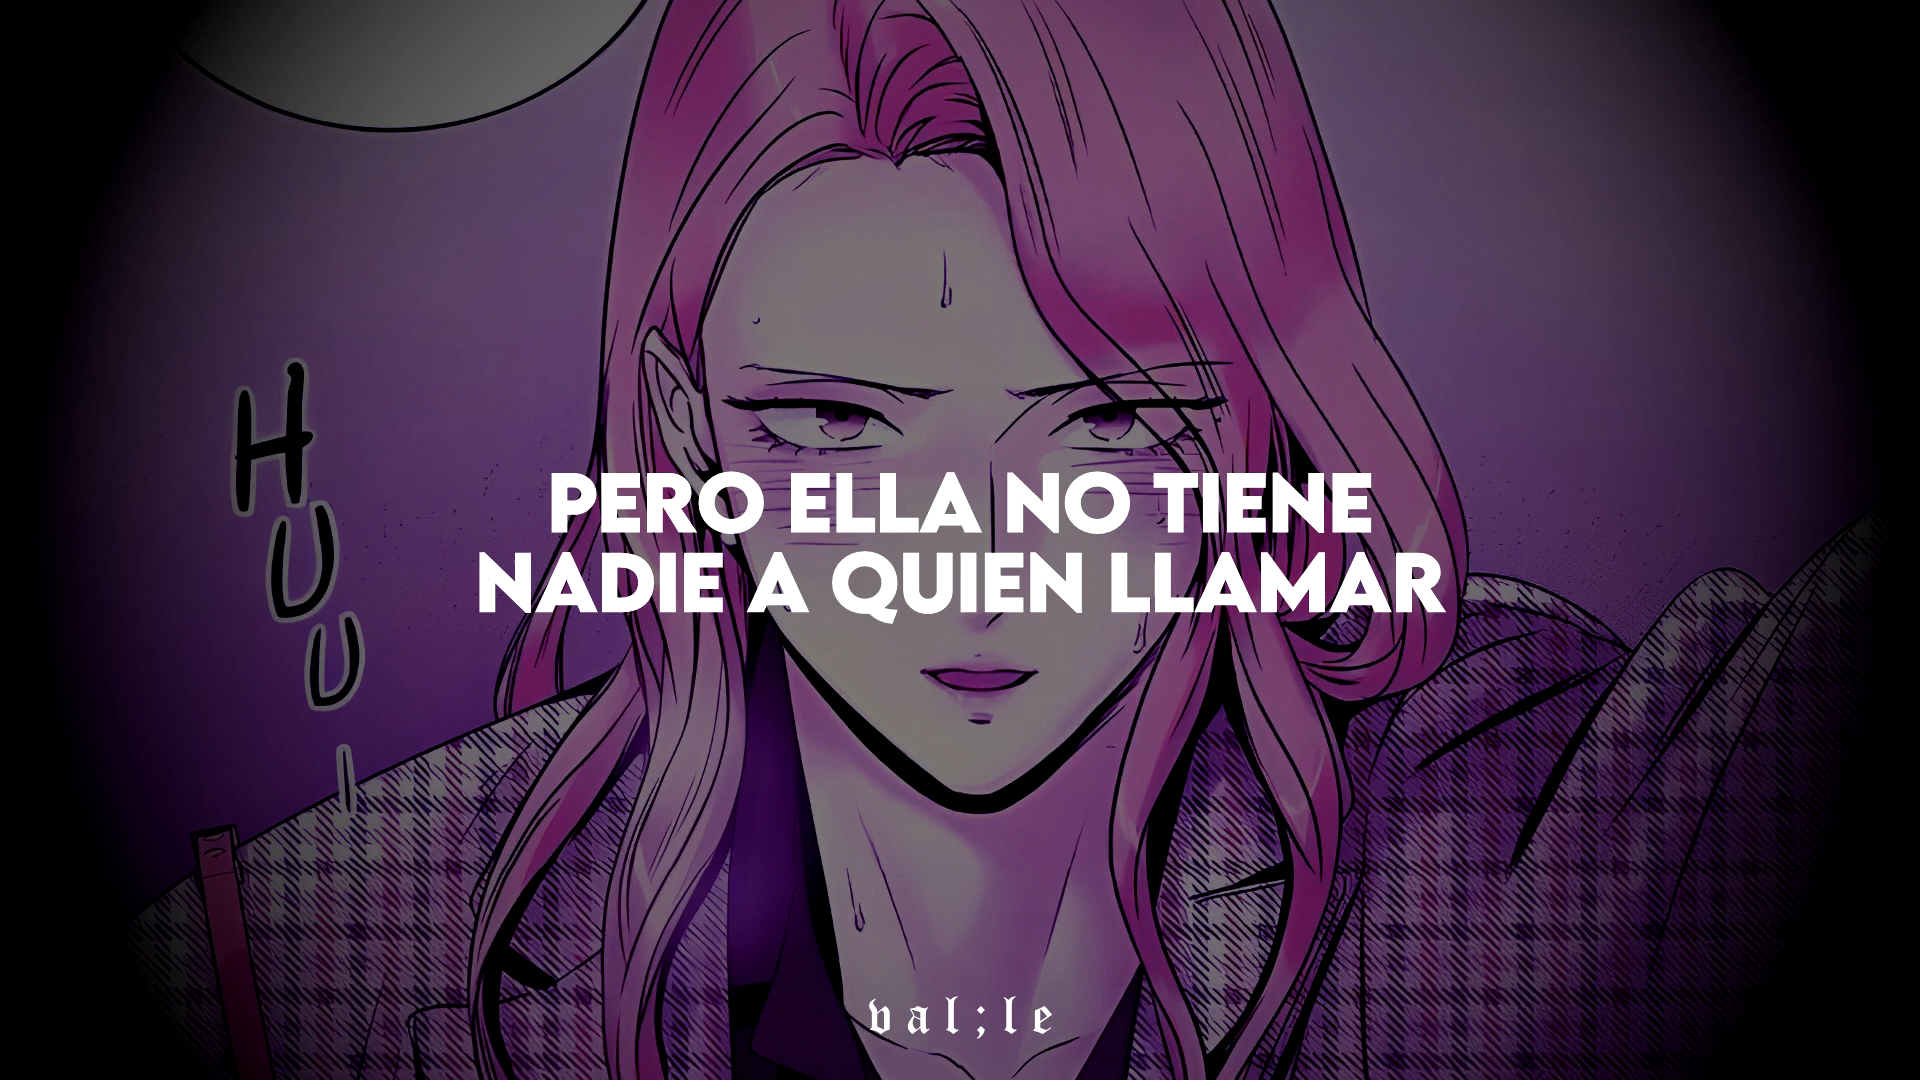 HUU
PERO ELLA NO TIENE
NADIE A QUIEN LLAMAR
val;le